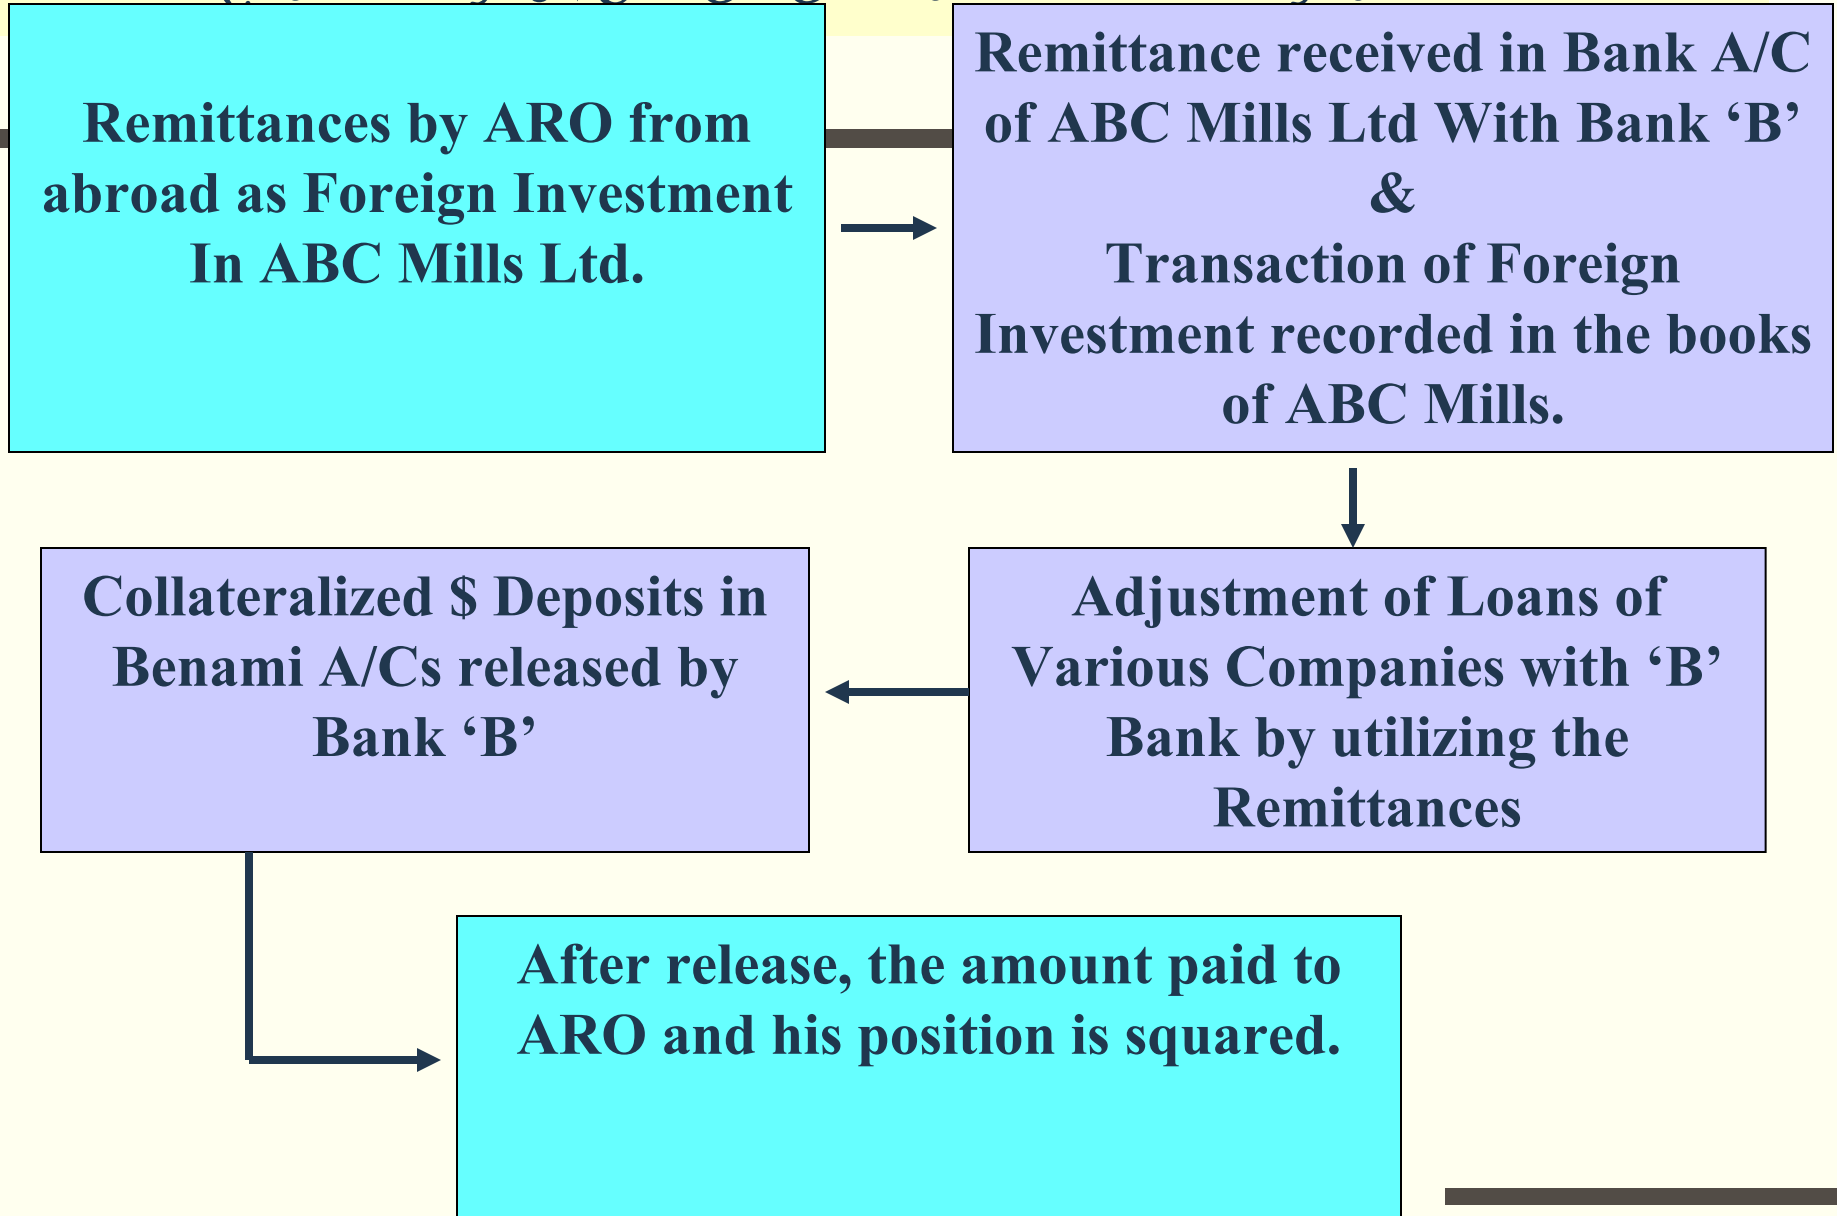 Remittances by ARO from
abroad as Foreign Investment
In ABC Mills Ltd.
Remittance received in Bank A/C
of ABC Mills Ltd With Bank ‘B’
&
Transaction of Foreign
Investment recorded in the books
of ABC Mills.
Collateralized $ Deposits in
Benami A/Cs released by
Bank ‘B’
Adjustment of Loans of
Various Companies with ‘B’
Bank by utilizing the
Remittances
After release, the amount paid to
ARO and his position is squared.